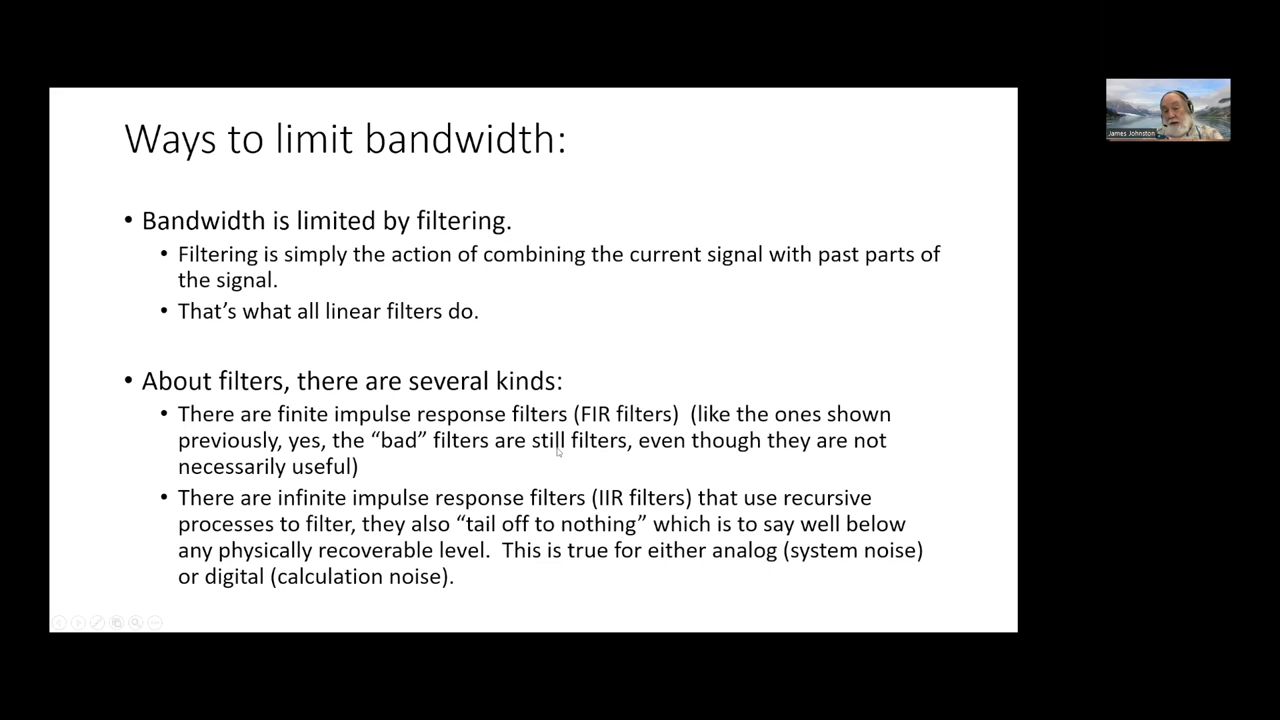 Ways to limit bandwidth:
• Bandwidth is limited by filtering.
• Filtering is simply the action of combining the current signal with past parts of
the signal.
• That’s what all linear filters do.
• About filters, there are several kinds:
• There are finite impulse response filters (FIR filters)  (like the ones shown
previously, yes, the “bad” filters are still filters, even though they are not
necessarily useful)
• There are infinite impulse response filters (IIR filters) that use recursive
processes to filter, they also “tail off to nothing” which is to say well below
any physically recoverable level.  This is true for either analog (system noise)
or digital (calculation noise).
James Johnston